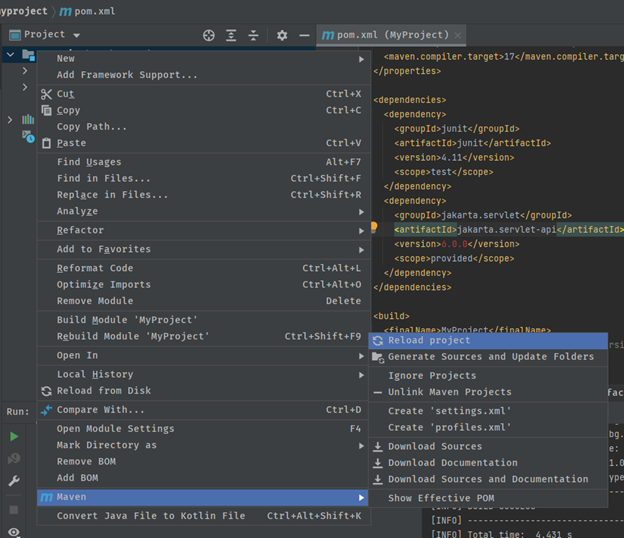 myproject
pom.xml
Project
pom.xml (MyProject)
<maven.compiler.target>17</maven.compiler.targ
</properties>
<dependencies>
<dependency>
<groupId>junit</groupId>
<artifactId>junit</artifactId>
<version>4.11</version>
<scope>test</scope>
</dependency>
<dependency>
<groupId>jakarta.servlet</groupId>
<artifactId>jakarta.servlet-api</artifactId>
<version>6.0.0</version>
<scope>provided</scope>
</dependency>
</dependencies>
<build>
<finalName>MyProject</finalName>
New
Add Framework Support...
Cut Ctrl+X
Copy Ctrl+C
Copy Path...
Paste Ctrl+V
Find Usages Alt+F7
Find in Files... Ctrl+Shift+F
Replace in Files... Ctrl+Shift+R
Analyze
Refactor
Add to Favorites
Reformat Code Ctrl+Alt+L
Optimize Imports Ctrl+Alt+O
Remove Module Delete
Build Module 'MyProject'
Rebuild Module 'MyProject' Ctrl+Shift+F9
Open In
Local History
Reload from Disk
Compare With... Ctrl+D
Open Module Settings F4
Mark Directory as
Remove BOM
Add BOM
Maven
Convert Java File to Kotlin File Ctrl+Alt+Shift+K
Reload project
Generate Sources and Update Folders
Ignore Projects
Unlink Maven Projects
Create 'settings.xml'
Create 'profiles.xml'
Download Sources
Download Documentation
Download Sources and Documentation
Show Effective POM
Run:
[INFO]
[INFO] Total time: 4.431 s